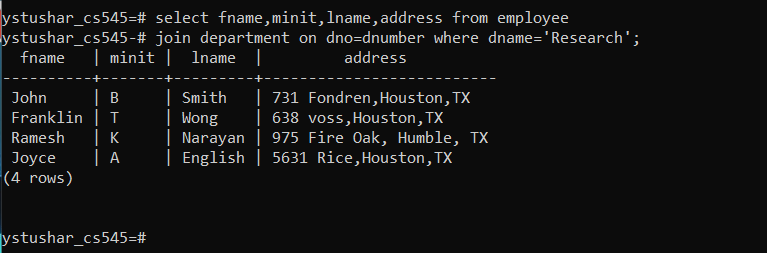 ystushar_cs545=# select fname,minit,lname,address from employee
ystushar_cs545-# join department on dno=dnumber where dname='Research';
  fname   | minit |  lname  |         address
----------+-------+---------+-------------------------
 John     | B     | Smith   | 731 Fondren,Houston,TX
 Franklin | T     | Wong    | 638 voss,Houston,TX
 Ramesh   | K     | Narayan | 975 Fire Oak, Humble, TX
 Joyce    | A     | English | 5631 Rice,Houston,TX
(4 rows)
ystushar_cs545=#